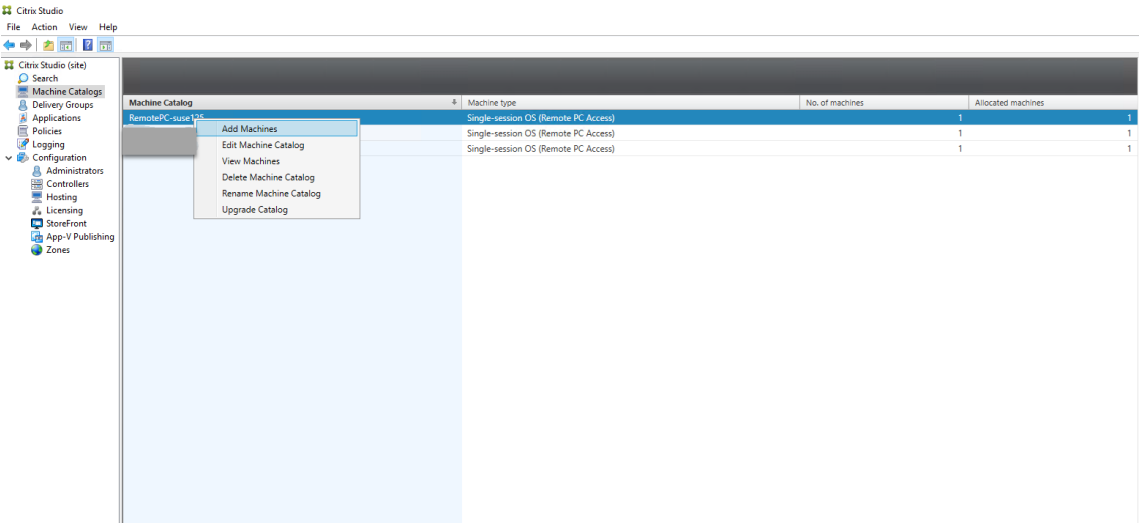 Citrix Studio
File Action View Help
Citrix Studio (site)
Search
Machine Catalogs
Delivery Groups
Applications
Policies
Logging
Configuration
Administrators
Controllers
Hosting
Licensing
StoreFront
App-V Publishing
Zones
Machine Catalog Machine type No. of machines Allocated machines
RemotePC-suse125 Single-session OS (Remote PC Access) 1 1
Single-session OS (Remote PC Access) 1 1
Single-session OS (Remote PC Access) 1 1
Add Machines
Edit Machine Catalog
View Machines
Delete Machine Catalog
Rename Machine Catalog
Upgrade Catalog